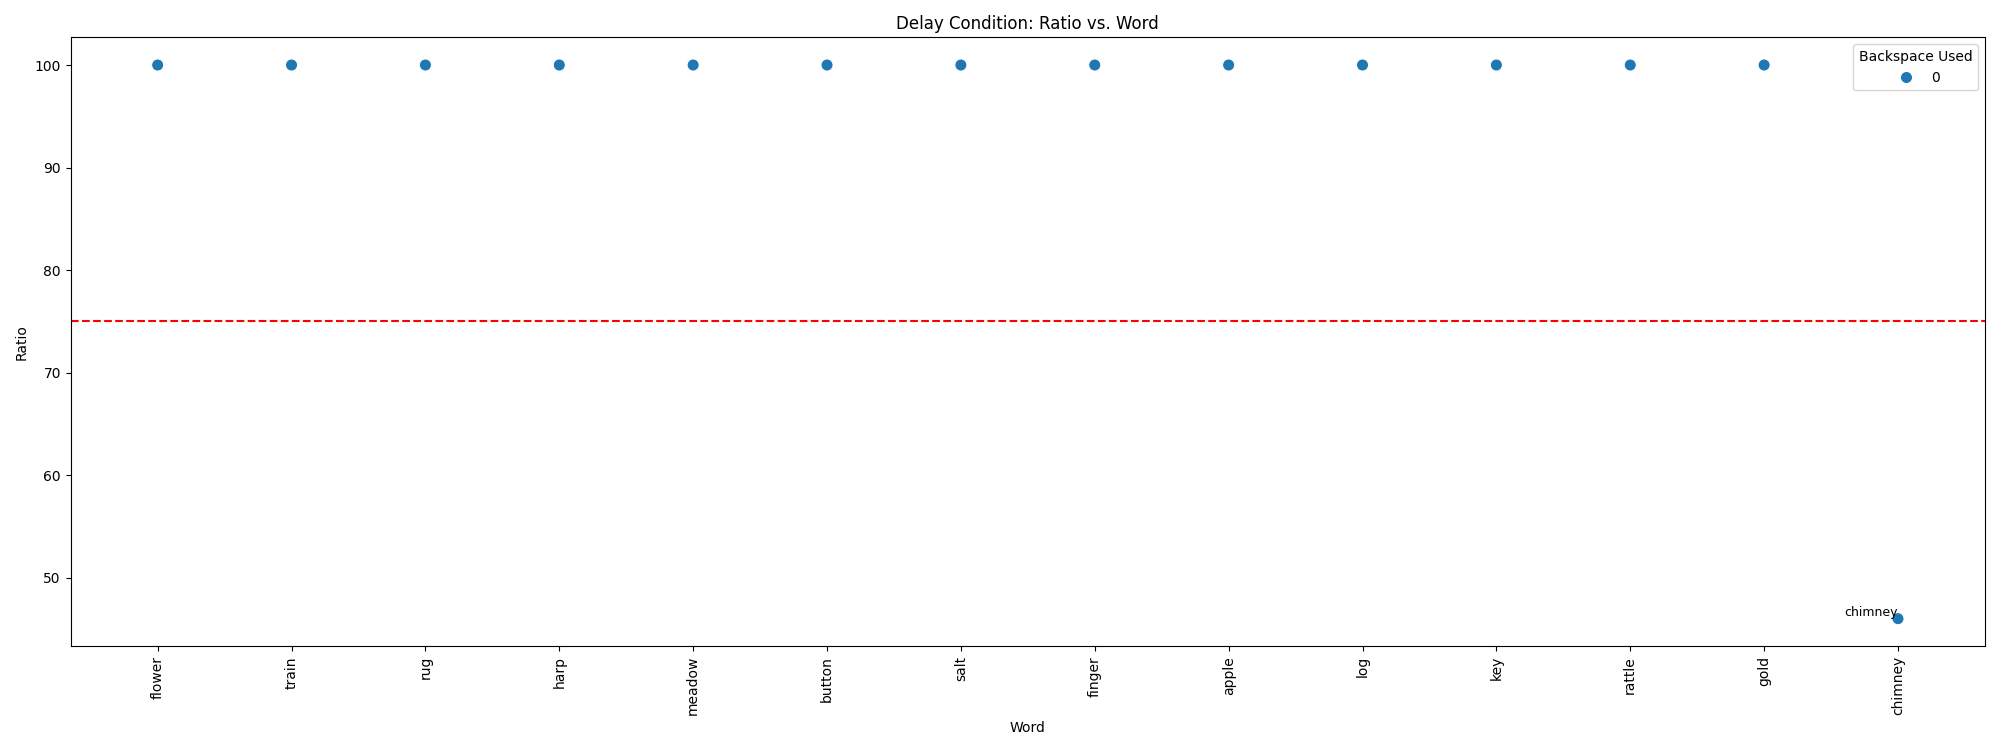 Delay Condition: Ratio vs. Word
Backspace Used
0
100
90
80
70
60
50
Ratio
chimney
flower
train
rug
harp
meadow
button
salt
finger
apple
log
key
rattle
gold
chimney
Word